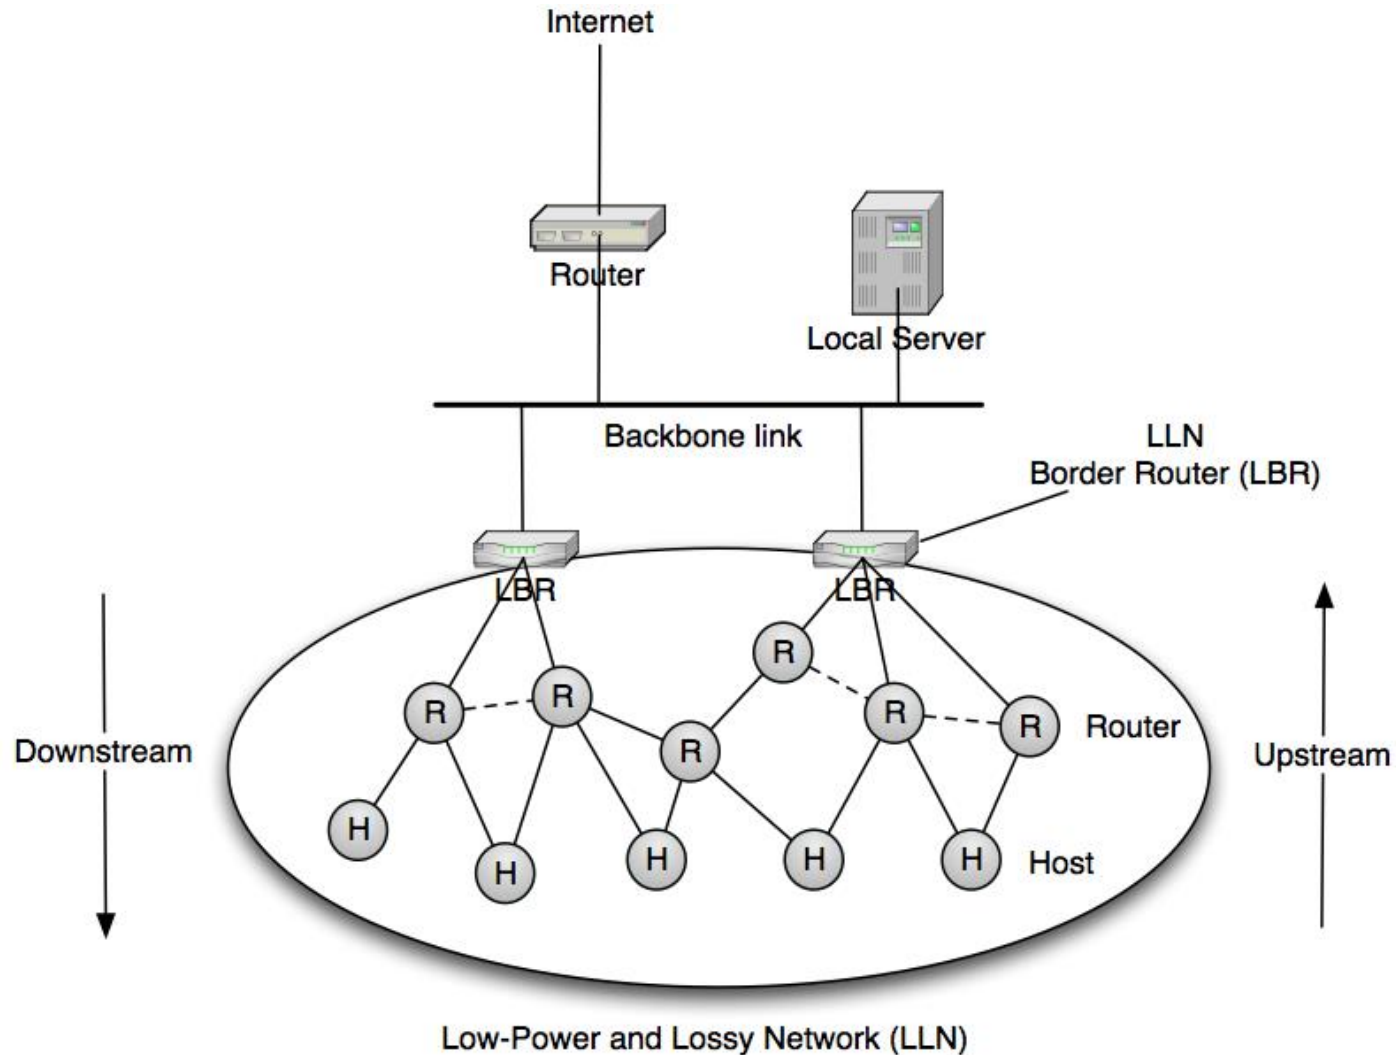 Internet
Router
Local Server
Backbone link
LLN
Border Router (LBR)
LBR
LBR
R
R
R
R
R
R
Router
Downstream
Upstream
H
H
H
H
H
Host
Low-Power and Lossy Network (LLN)